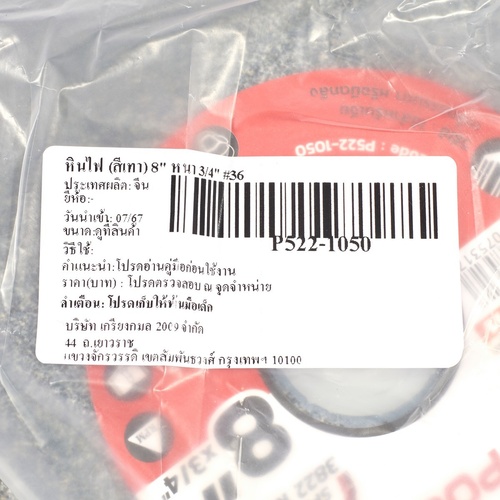 หินไฟ (สีเทา) 8" หนา 3/4" #36
ประเทศผลิต: จีน
ยี่ห้อ:-
วันนำเข้า: 07/67
ขนาด:ดูที่สินค้า
วิธีใช้:
P522-1050
คำแนะนำ:โปรดอ่านคู่มือก่อนใช้งาน
ราคา(บาท) : โปรดตรวจสอบ ณ จุดจำหน่าย
คำเตือน: โปรดเก็บให้พ้นมือเด็ก
บริษัท เกรียงกมล 2009 จำกัด
44 ถ.เยาวราช
แขวงจักรวรรดิ เขตสัมพันธวงศ์ กรุงเทพฯ 10100
ode : P522-1050
8"
x3/4"
3822